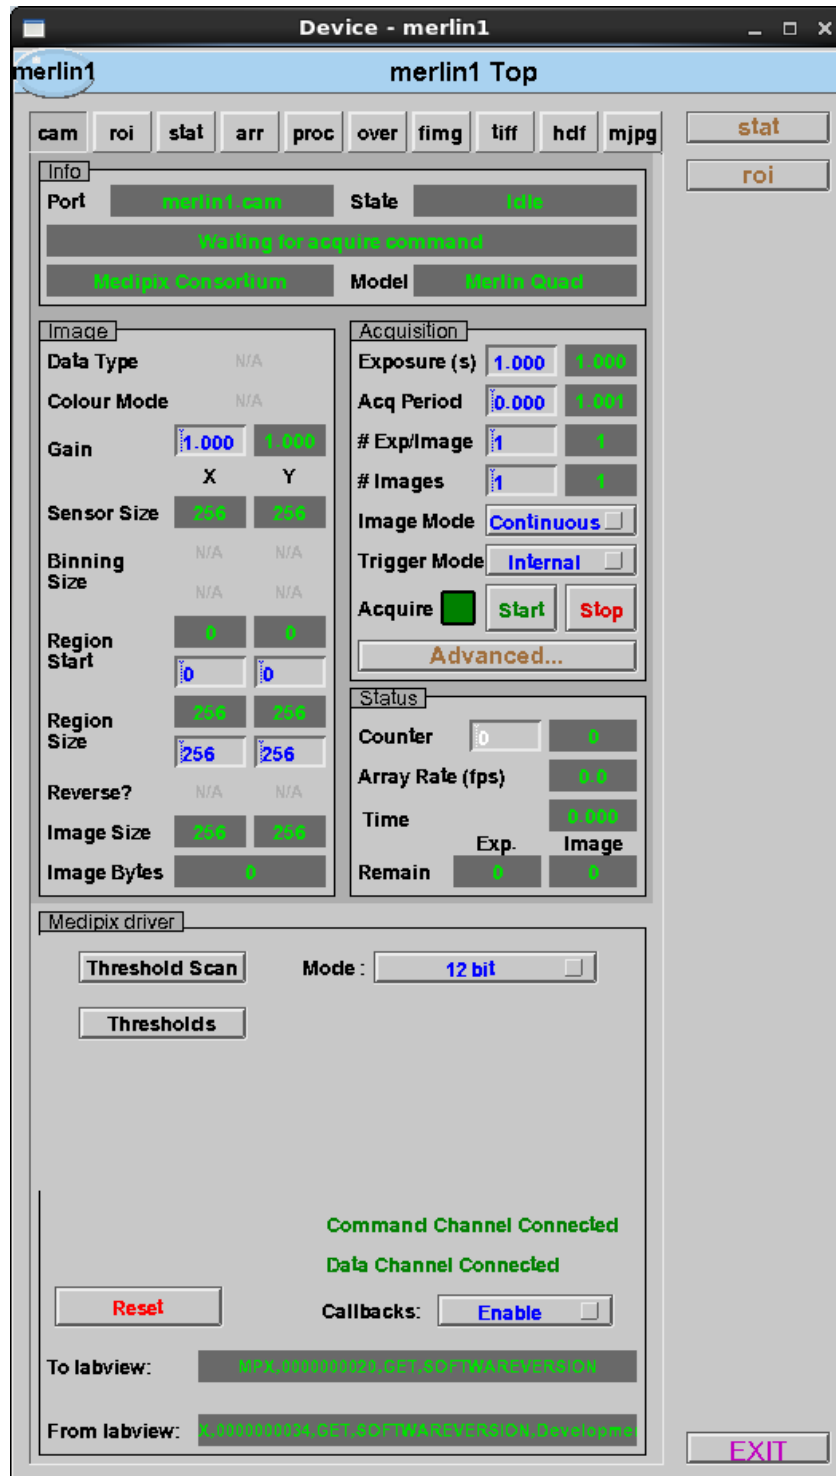 Device - merlin1
merlin1 merlin1 Top
cam roi stat arr proc over fimg tiff hdf mjpg
stat
roi
Info
Port merlin1.cam State Idle
Waiting for acquire command
Medipix Consortium Model Merlin Quad
Image
Data Type N/A
Colour Mode N/A
Gain 1.000 1.000
X Y
Sensor Size 256 256
Binning Size N/A N/A
N/A N/A
Region Start 0 0
0 0
Region Size 256 256
256 256
Reverse? N/A N/A
Image Size 256 256
Image Bytes 0
Acquisition
Exposure (s) 1.000 1.000
Acq Period 0.000 1.001
# Exp/Image 1 1
# Images 1 1
Image Mode Continuous
Trigger Mode Internal
Acquire Start Stop
Advanced...
Status
Counter 0 0
Array Rate (fps) 0.0
Time 0.000
Exp. Image
Remain 0 0
Medipix driver
Threshold Scan Mode : 12 bit
Thresholds
Command Channel Connected
Data Channel Connected
Reset Callbacks: Enable
To labview: MPX,0000000020,GET,SOFTWAREVERSION
From labview: X,0000000034,GET,SOFTWAREVERSION,Developme
EXIT